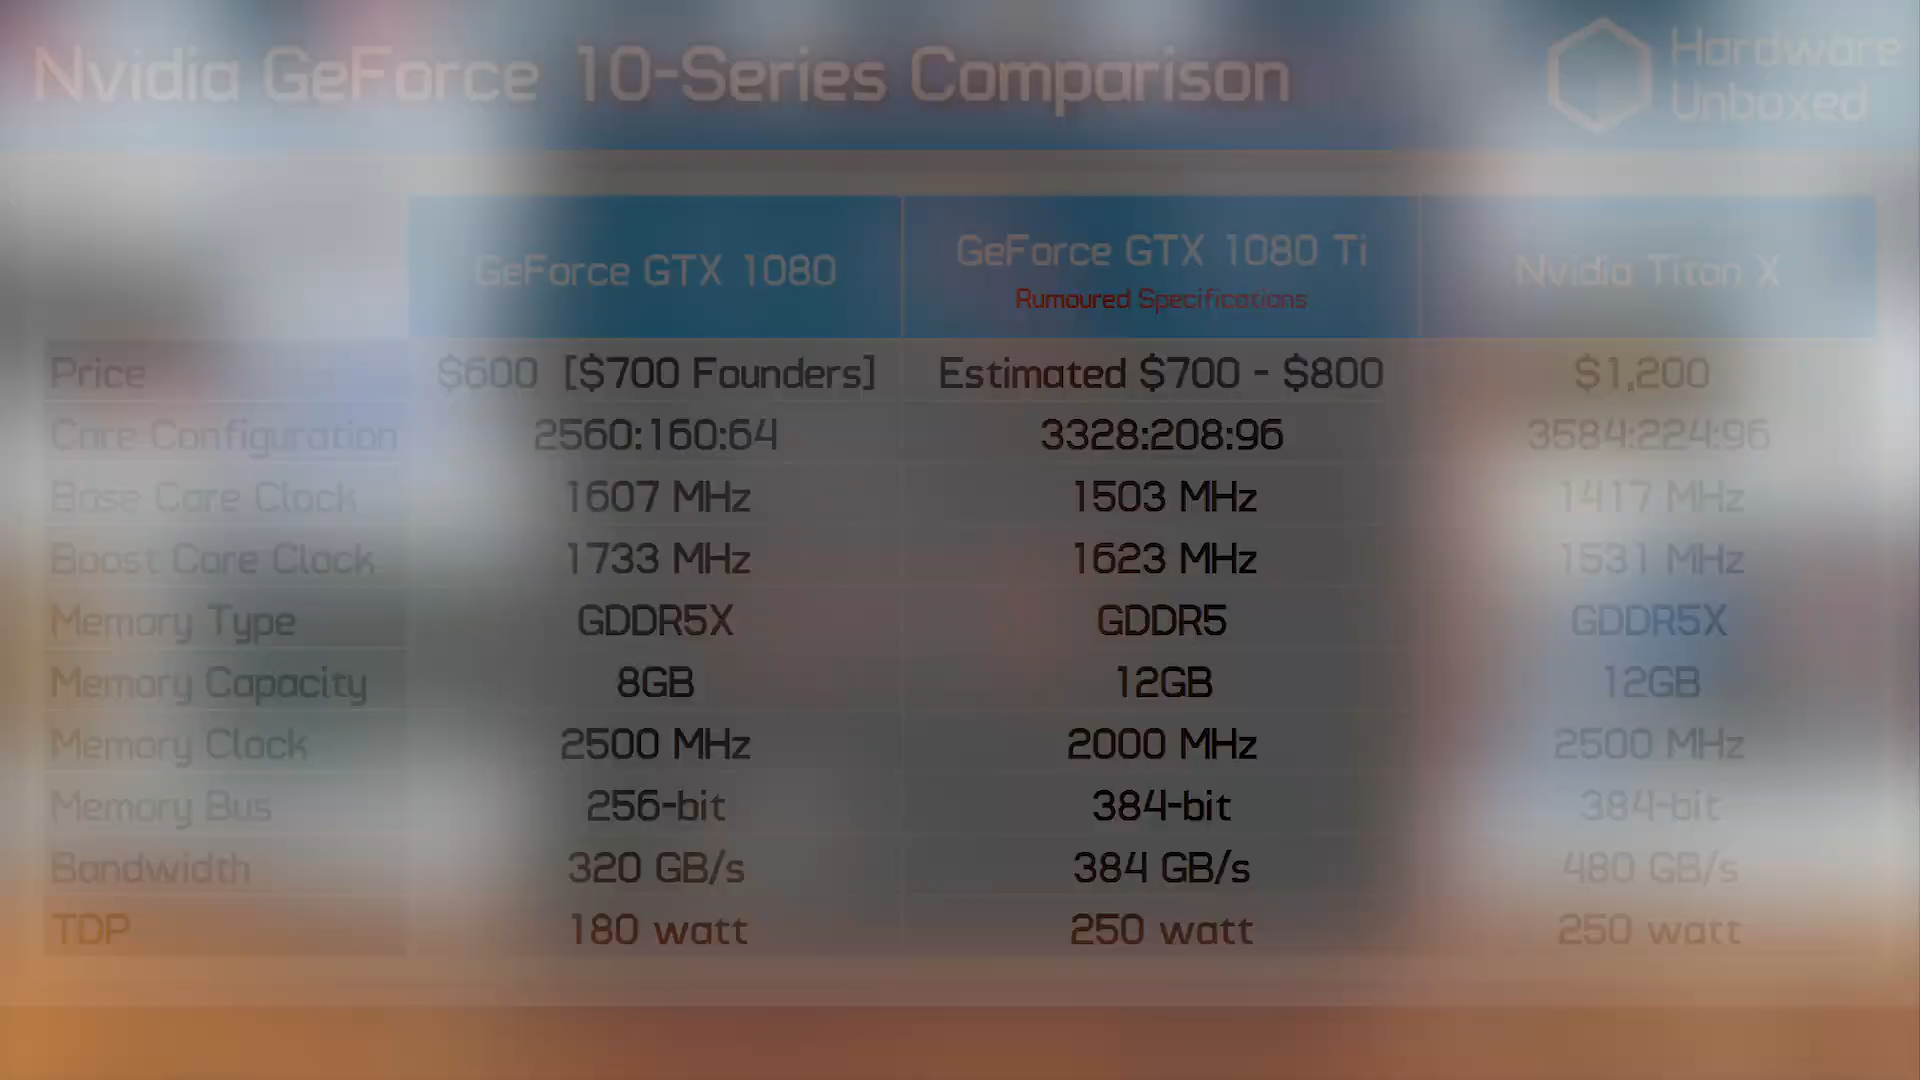 Nvidia GeForce 10-Series Comparison
Hardware
Unboxed
GeForce GTX 1080
GeForce GTX 1080 Ti
Rumoured Specifications
Nvidia Titan X
Price $600 [$700 Founders] Estimated $700 - $800 $1,200
Core Configuration 2560:160:64 3328:208:96 3584:224:96
Base Core Clock 1607 MHz 1503 MHz 1417 MHz
Boost Core Clock 1733 MHz 1623 MHz 1531 MHz
Memory Type GDDR5X GDDR5 GDDR5X
Memory Capacity 8GB 12GB 12GB
Memory Clock 2500 MHz 2000 MHz 2500 MHz
Memory Bus 256-bit 384-bit 384-bit
Bandwidth 320 GB/s 384 GB/s 480 GB/s
TDP 180 watt 250 watt 250 watt